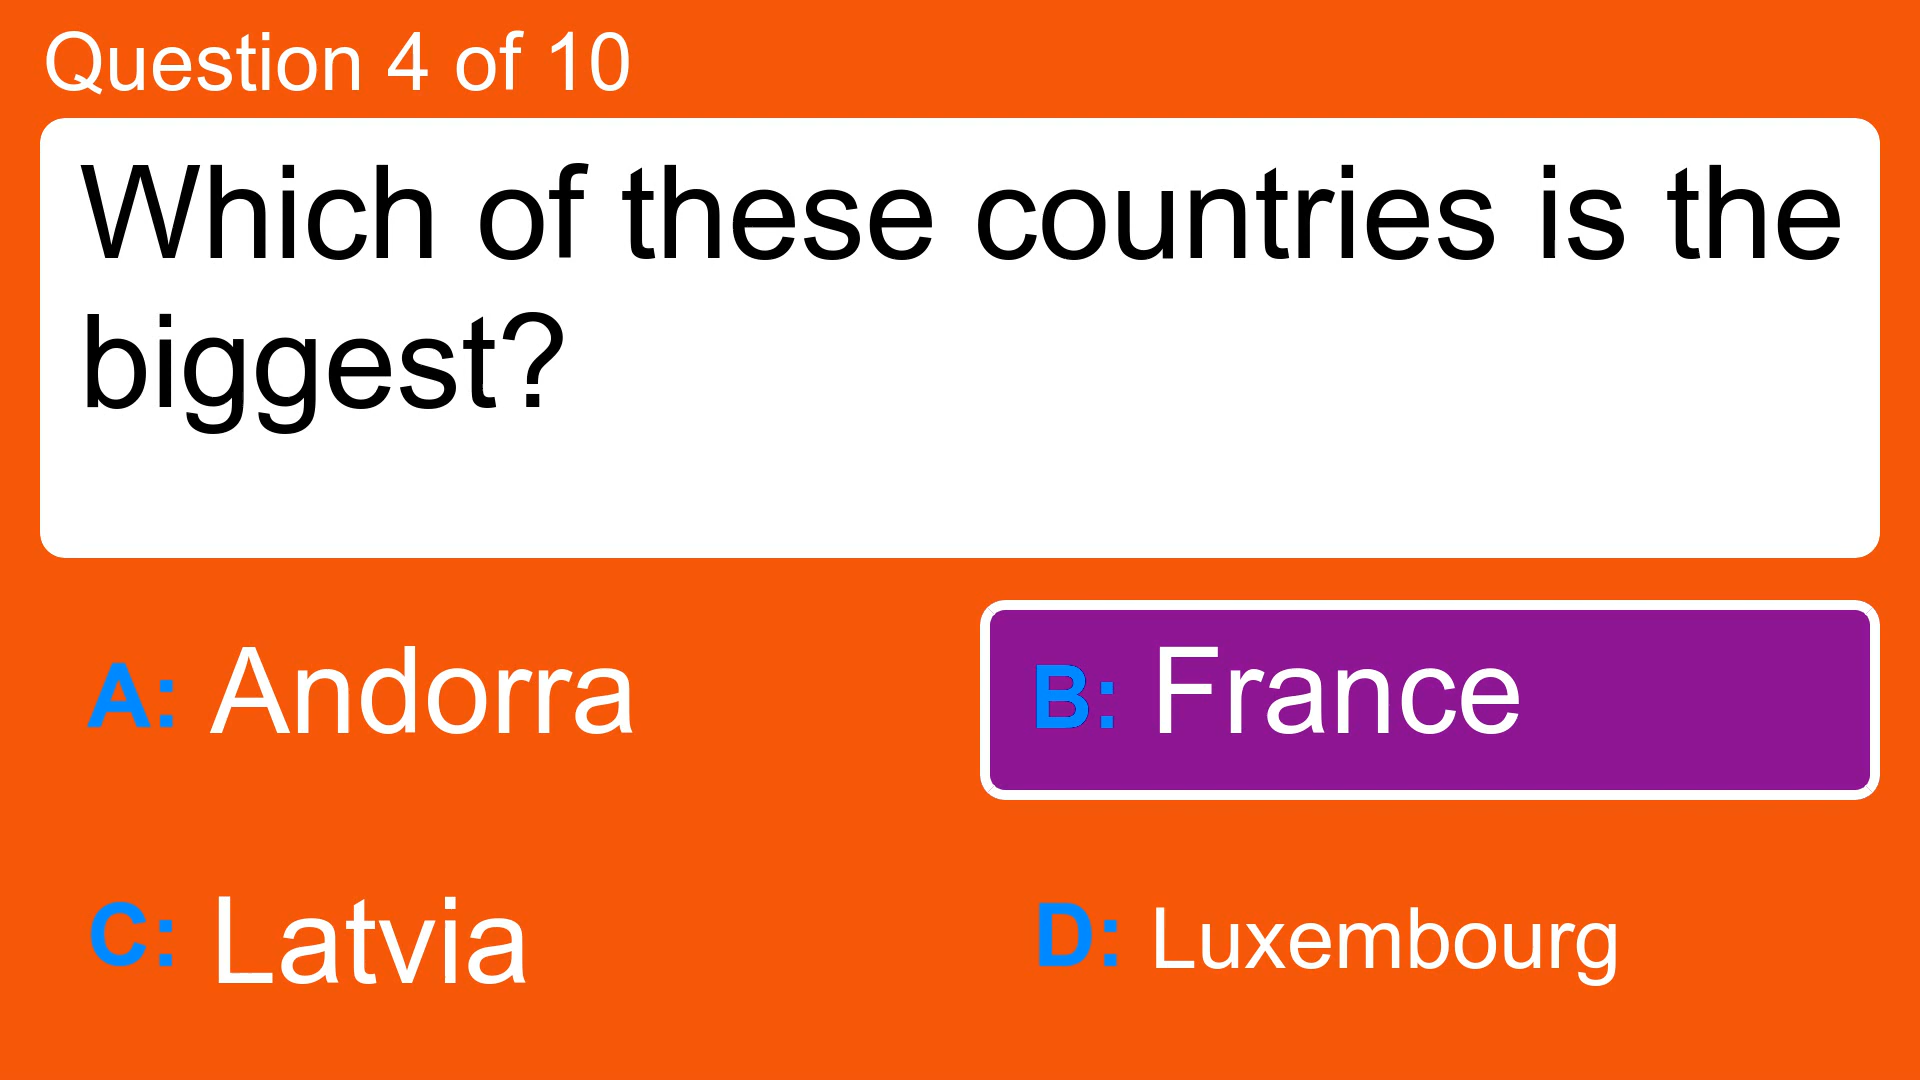 Question 4 of 10
Which of these countries is the
biggest?
A: Andorra
B: France
C: Latvia
D: Luxembourg